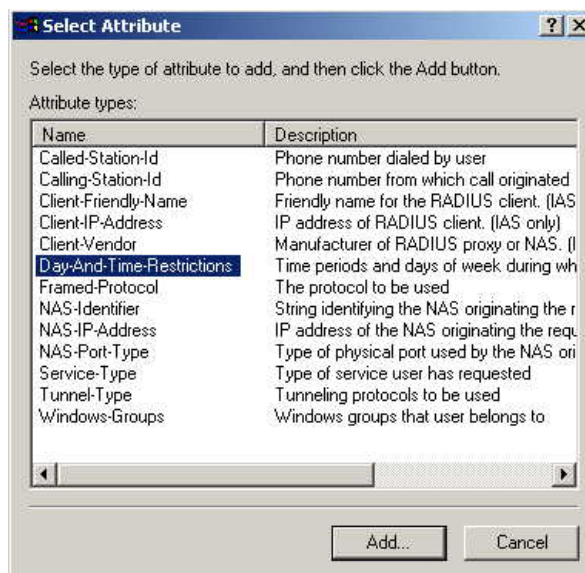 Select Attribute
Select the type of attribute to add, and then click the Add button.
Attribute types:
Name Description
Called-Station-Id Phone number dialed by user
Calling-Station-Id Phone number from which call originated
Client-Friendly-Name Friendly name for the RADIUS client. (IAS
Client-IP-Address IP address of RADIUS client. (IAS only)
Client-Vendor Manufacturer of RADIUS proxy or NAS. (I
Day-And-Time-Restrictions Time periods and days of week during wh
Framed-Protocol The protocol to be used
NAS-Identifier String identifying the NAS originating the r
NAS-IP-Address IP address of the NAS originating the requ
NAS-Port-Type Type of physical port used by the NAS ori
Service-Type Type of service user has requested
Tunnel-Type Tunneling protocols to be used
Windows-Groups Windows groups that user belongs to
Add... Cancel